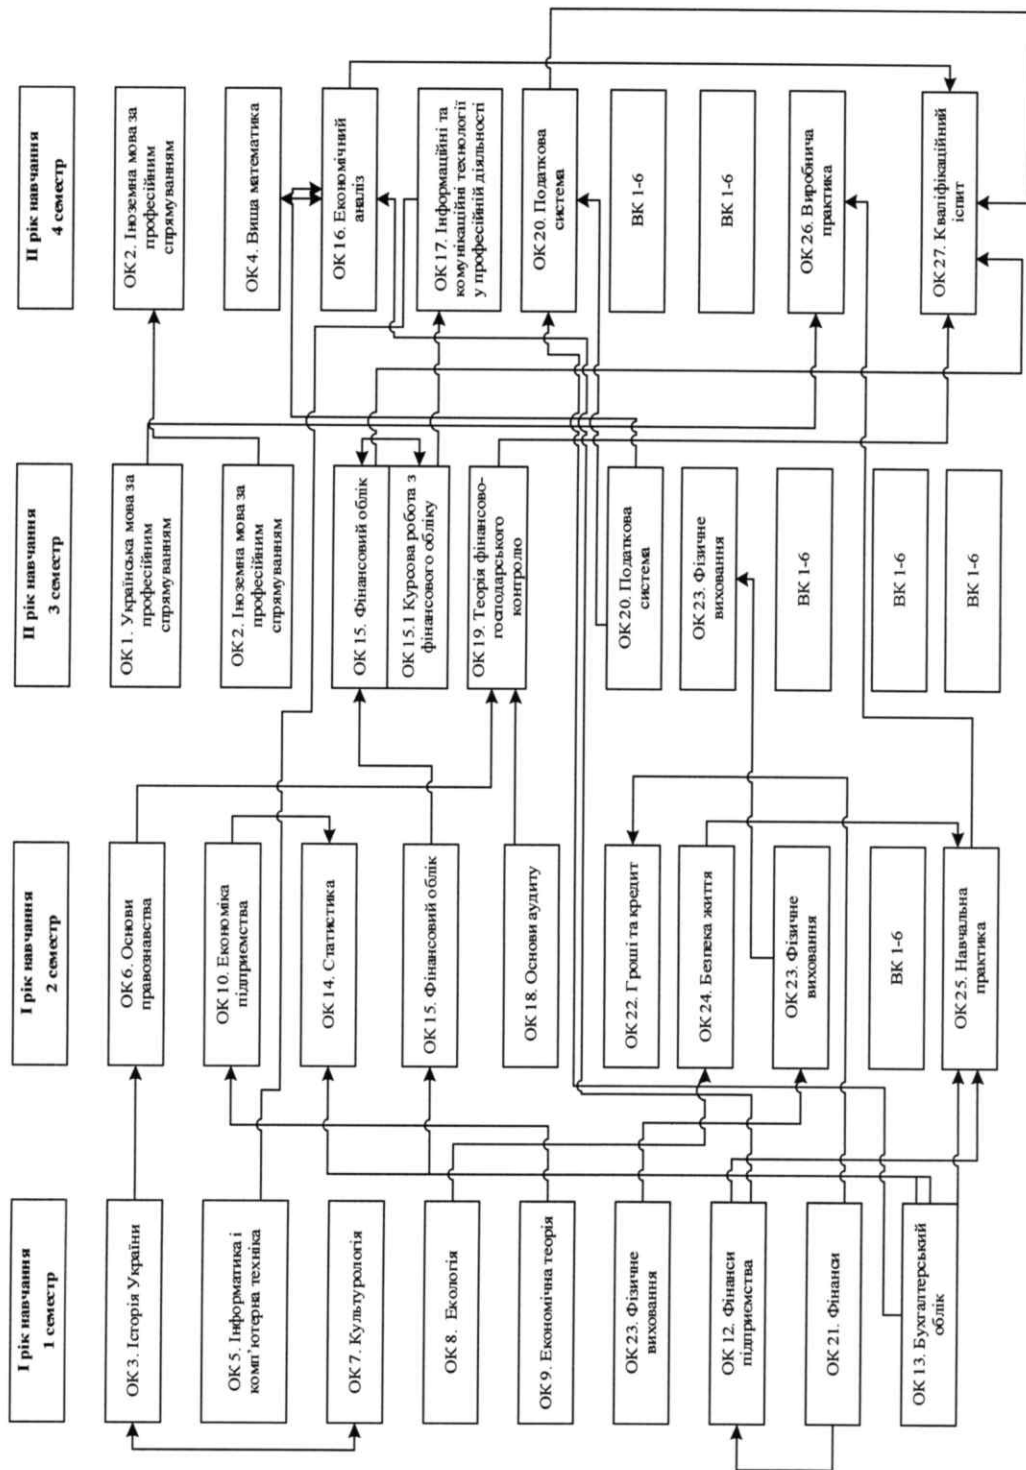 І рік навчання
1 семестр
ОК 3. Історія України
ОК 5. Інформатика і
комп’ютерна техніка
ОК 7. Культурологія
ОК 8. Екологія
ОК 9. Економічна теорія
ОК 23. Фізичне
виховання
ОК 12. Фінанси
підприємства
ОК 21. Фінанси
ОК 13. Бухгалтерський
облік
І рік навчання
2 семестр
ОК 6. Основи
правознавства
ОК 10. Економіка
підприємства
ОК 14. Статистика
ОК 15. Фінансовий облік
ОК 18. Основи аудиту
ОК 22. Гроші та кредит
ОК 24. Безпека життя
ОК 23. Фізичне
виховання
ВК 1-6
ОК 25. Навчальна
практика
ІІ рік навчання
3 семестр
ОК 1. Українська мова за
професійним
спрямуванням
ОК 2. Іноземна мова за
професійним
спрямуванням
ОК 15. Фінансовий облік
ОК 15.1 Курсова робота з
фінансового обліку
ОК 19. Теорія фінансово-
господарського
контролю
ОК 20. Податкова
система
ОК 23. Фізичне
виховання
ВК 1-6
ВК 1-6
ВК 1-6
ІІ рік навчання
4 семестр
ОК 2. Іноземна мова за
професійним
спрямуванням
ОК 4. Вища математика
ОК 16. Економічний
аналіз
ОК 17. Інформаційні та
комунікаційні технології
у професійній діяльності
ОК 20. Податкова
система
ВК 1-6
ВК 1-6
ОК 26. Виробнича
практика
ОК 27. Кваліфікаційний
іспит